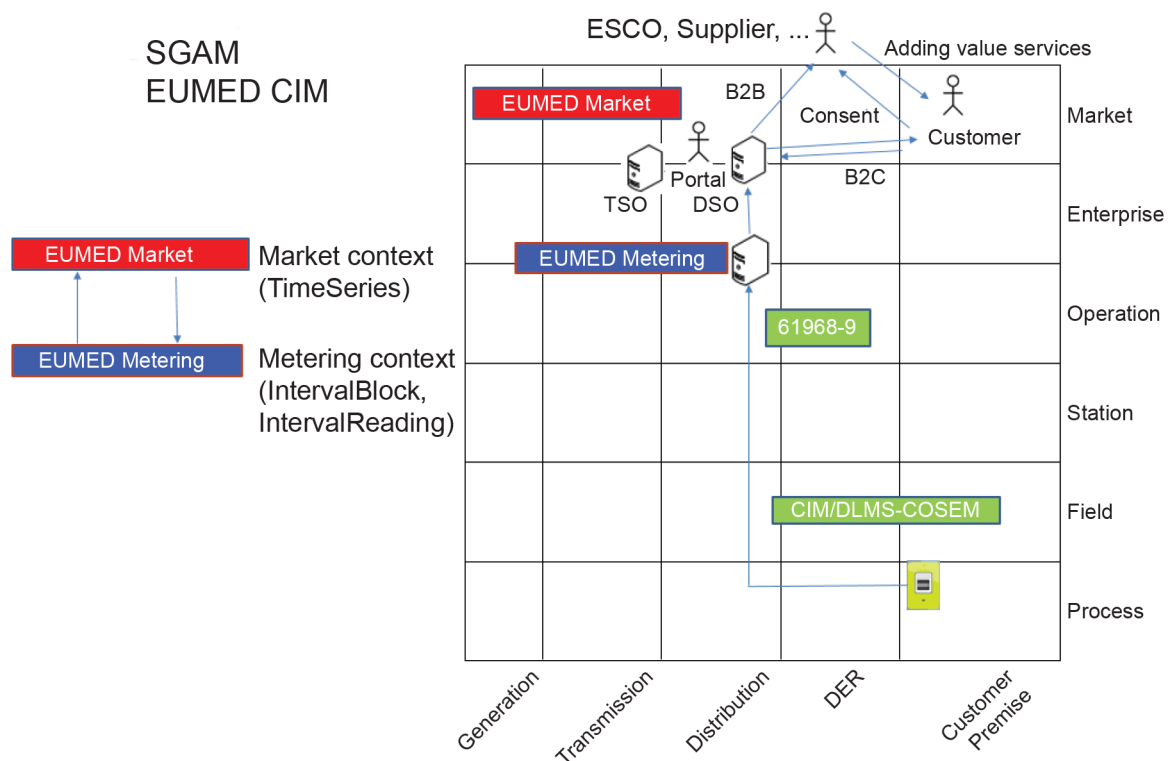 SGAM
EUMED CIM
ESCO, Supplier, ...
Adding value services
EUMED Market
B2B
Consent
Customer
Market
Portal
TSO
DSO
B2C
Enterprise
EUMED Market
Market context
(TimeSeries)
EUMED Metering
61968-9
Operation
EUMED Metering
Metering context
(IntervalBlock,
IntervalReading)
Station
CIM/DLMS-COSEM
Field
Process
Generation
Transmission
Distribution
DER
Customer
Premise